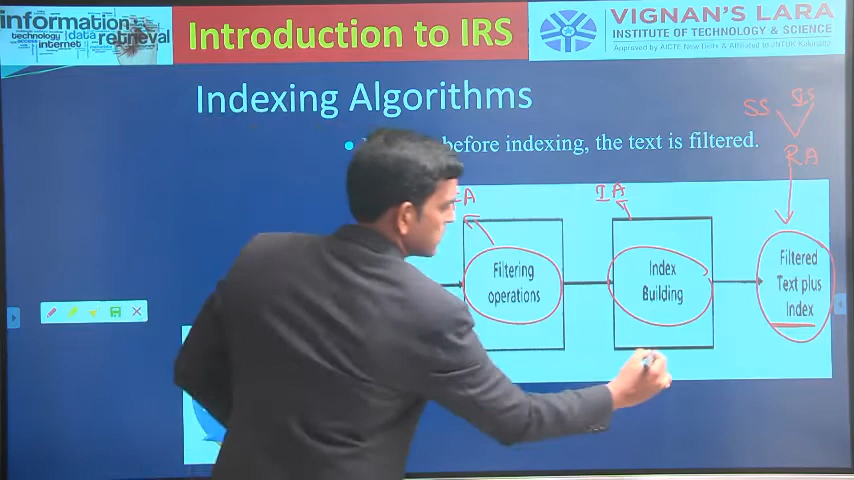 information
technology data
internet retrieval
Introduction to IRS
VIGNAN'S LARA
INSTITUTE OF TECHNOLOGY & SCIENCE
Approved by AICTE New Delhi & Affiliated to JNTUK Kakinada
Indexing Algorithms
before indexing, the text is filtered.
SS
SS
RA
A
IA
Filtering
operations
Index
Building
Filtered
Text plus
Index